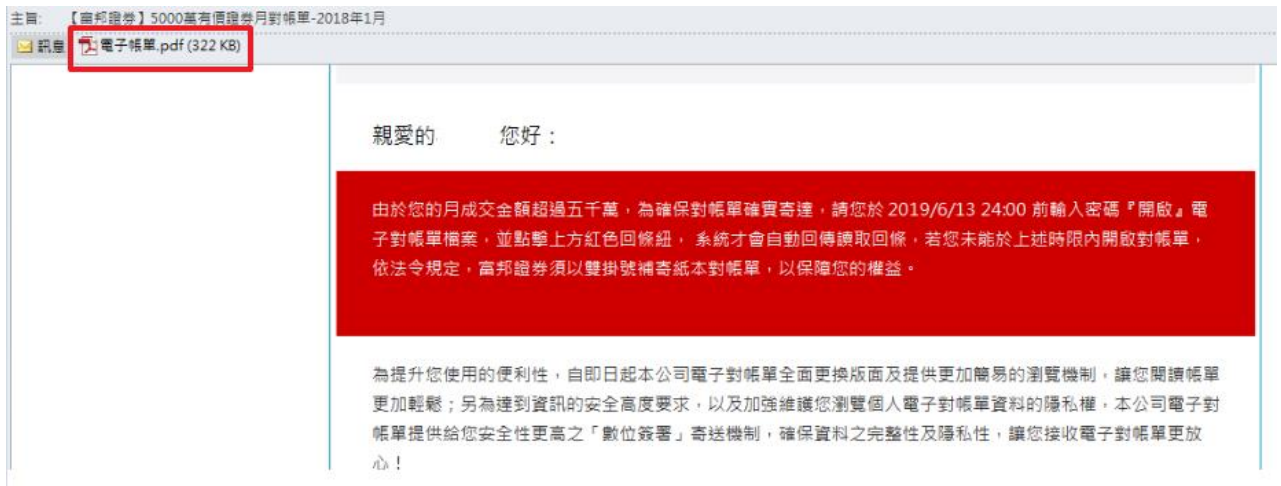 主旨: 【富邦證券】5000萬有價證券月對帳單-2018年1月
訊息 電子帳單.pdf (322 KB)
親愛的 您好：
由於您的月成交金額超過五千萬，為確保對帳單確實寄達，請您於 2019/6/13 24:00 前輸入密碼『開啟』電
子對帳單檔案，並點擊上方紅色回條鈕， 系統才會自動回傳讀取回條，若您未能於上述時限內開啟對帳單，
依法令規定，富邦證券須以雙掛號補寄紙本對帳單，以保障您的權益。
為提升您使用的便利性，自即日起本公司電子對帳單全面更換版面及提供更加簡易的瀏覽機制，讓您閱讀帳單
更加輕鬆；另為達到資訊的安全高度要求，以及加強維護您瀏覽個人電子對帳單資料的隱私權，本公司電子對
帳單提供給您安全性更高之「數位簽署」寄送機制，確保資料之完整性及隱私性，讓您接收電子對帳單更放
心！